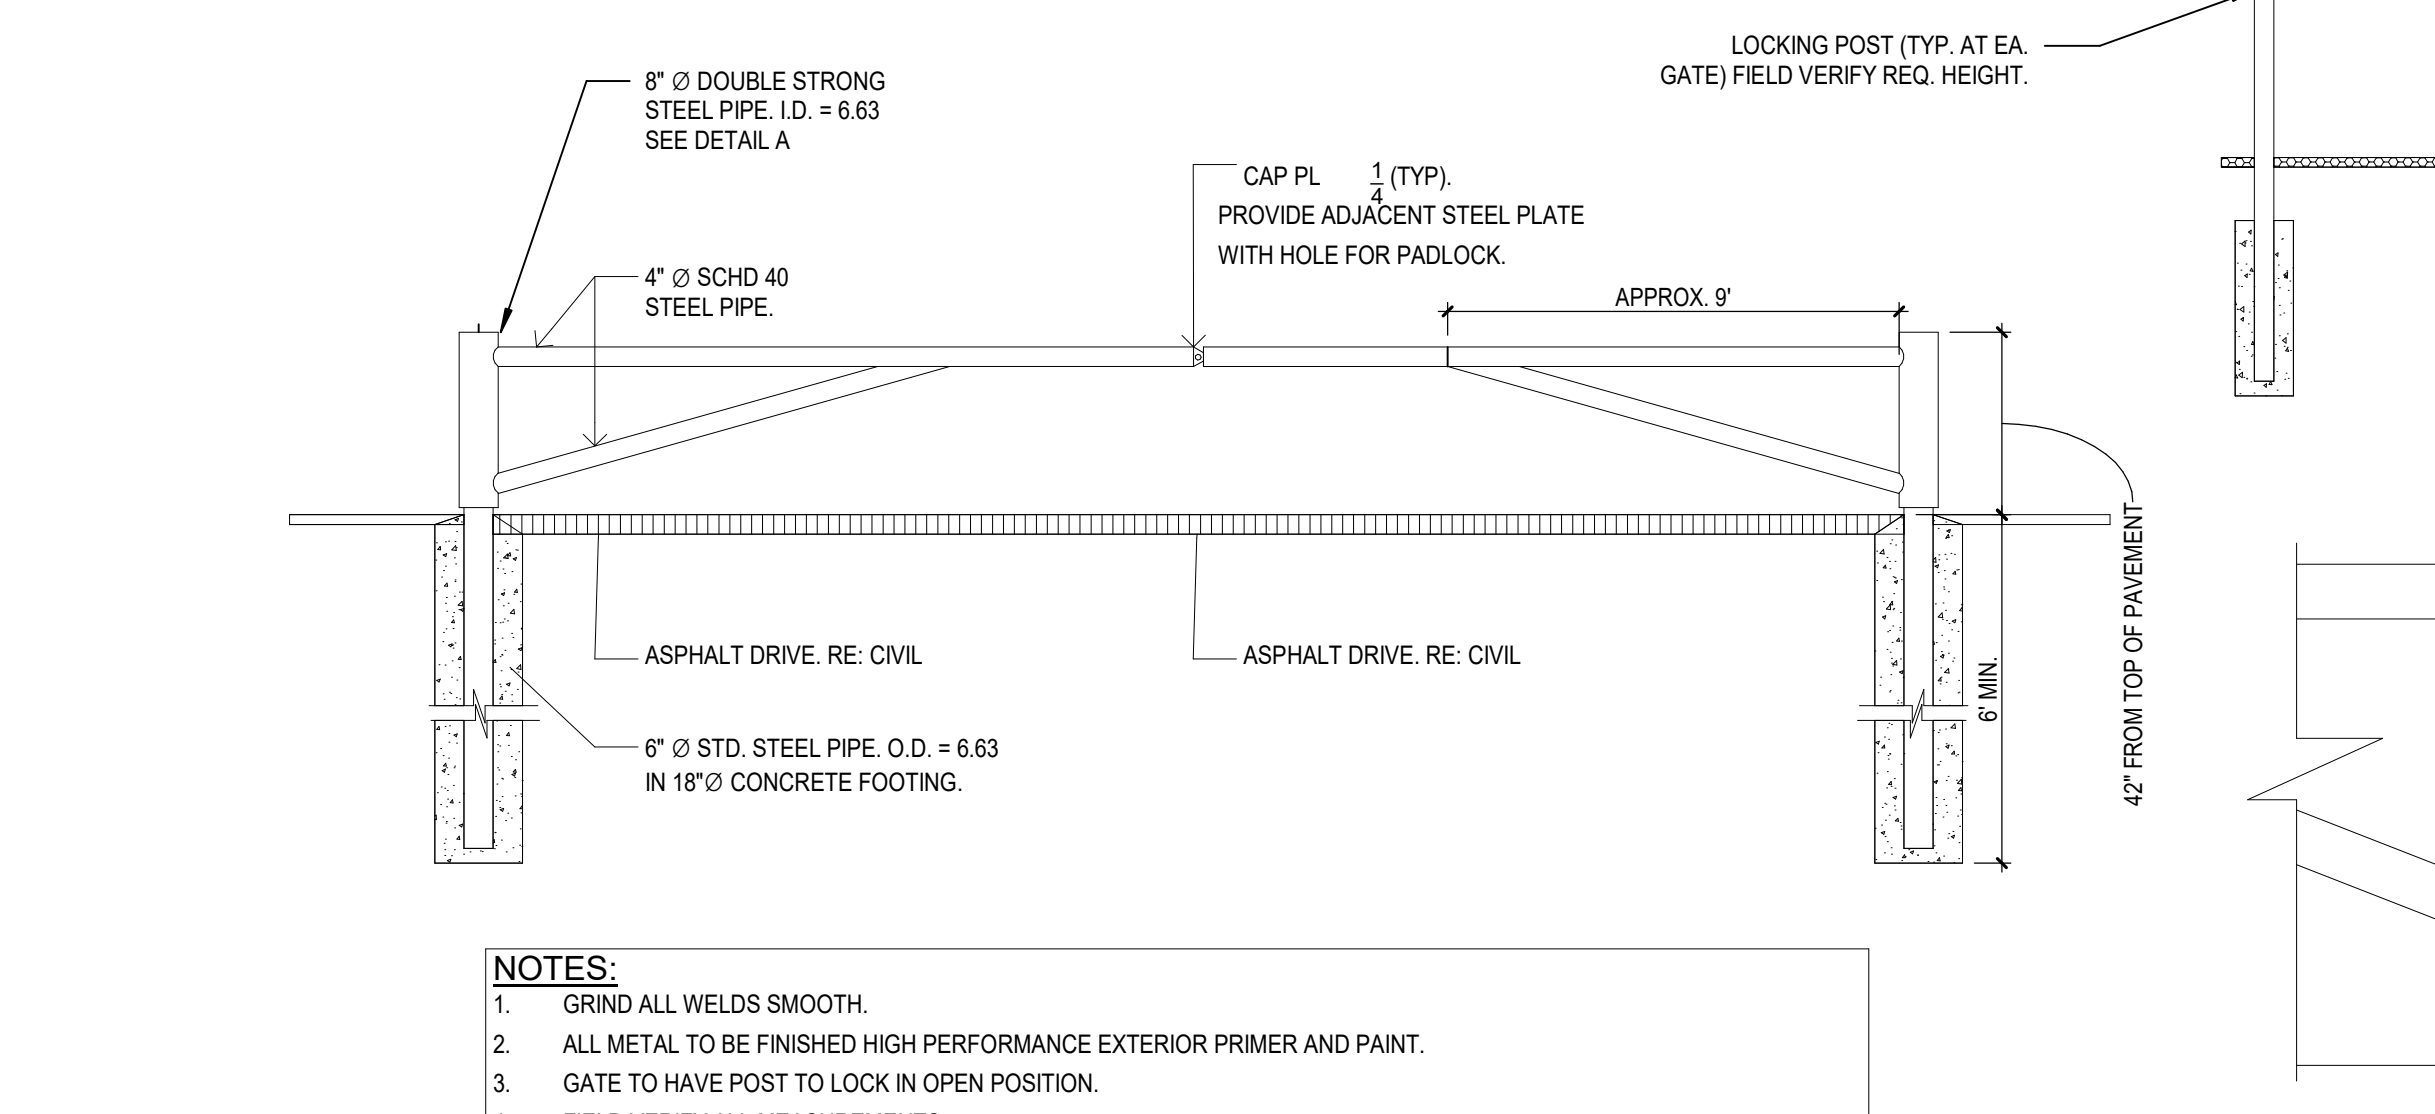 LOCKING POST (TYP. AT EA.
GATE) FIELD VERIFY REQ. HEIGHT.
8" Ø DOUBLE STRONG
STEEL PIPE. I.D. = 6.63
SEE DETAIL A
CAP PL 1/4 (TYP).
PROVIDE ADJACENT STEEL PLATE
WITH HOLE FOR PADLOCK.
4" Ø SCHD 40
STEEL PIPE.
APPROX. 9'
ASPHALT DRIVE. RE: CIVIL
ASPHALT DRIVE. RE: CIVIL
6" Ø STD. STEEL PIPE. O.D. = 6.63
IN 18"Ø CONCRETE FOOTING.
6' MIN.
42" FROM TOP OF PAVEMENT
NOTES:
1. GRIND ALL WELDS SMOOTH.
2. ALL METAL TO BE FINISHED HIGH PERFORMANCE EXTERIOR PRIMER AND PAINT.
3. GATE TO HAVE POST TO LOCK IN OPEN POSITION.